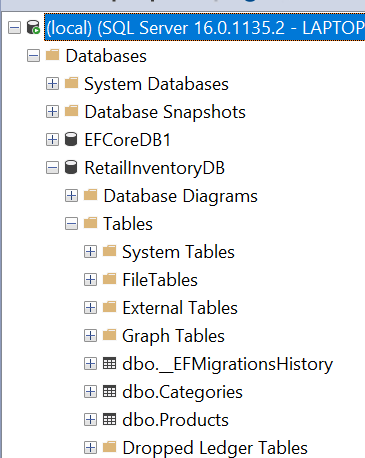 (local) (SQL Server 16.0.1135.2 - LAPTOP
Databases
System Databases
Database Snapshots
EFCoreDB1
RetailInventoryDB
Database Diagrams
Tables
System Tables
FileTables
External Tables
Graph Tables
dbo.__EFMigrationsHistory
dbo.Categories
dbo.Products
Dropped Ledger Tables